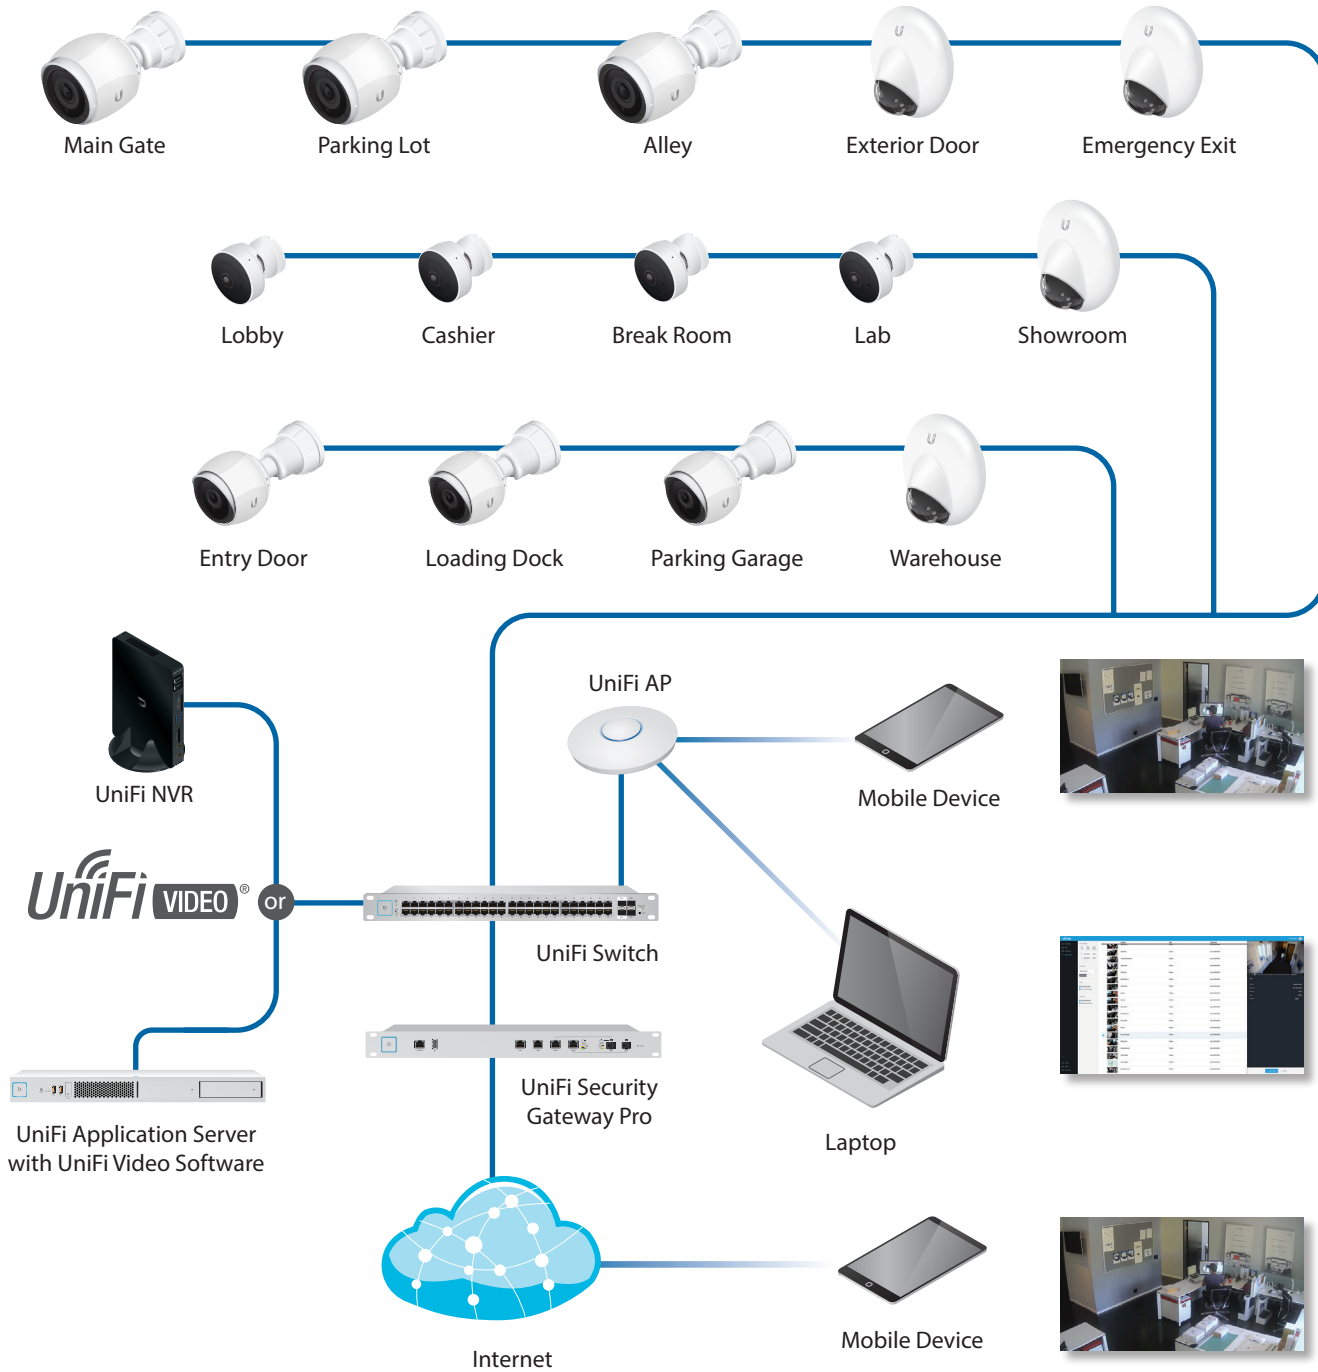 Main Gate
Parking Lot
Alley
Exterior Door
Emergency Exit
Lobby
Cashier
Break Room
Lab
Showroom
Entry Door
Loading Dock
Parking Garage
Warehouse
UniFi NVR
UniFi AP
Mobile Device
UniFi VIDEO®
or
UniFi Switch
UniFi Security
Gateway Pro
Laptop
UniFi Application Server
with UniFi Video Software
Internet
Mobile Device